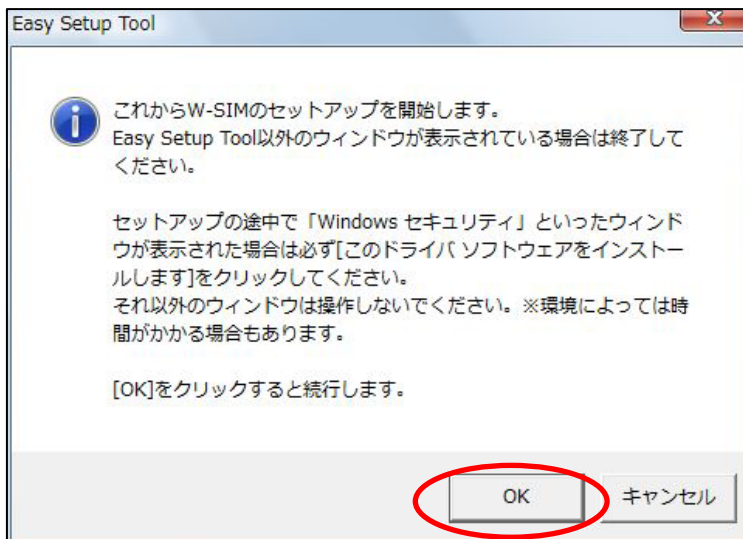 Easy Setup Tool
これからW-SIMのセットアップを開始します。
Easy Setup Tool以外のウィンドウが表示されている場合は終了して
ください。
セットアップの途中で「Windows セキュリティ」といったウィンド
ウが表示された場合は必ず[このドライバ ソフトウェアをインストー
ルします]をクリックしてください。
それ以外のウィンドウは操作しないでください。※環境によっては時
間がかかる場合もあります。
[OK]をクリックすると続行します。
OK
キャンセル